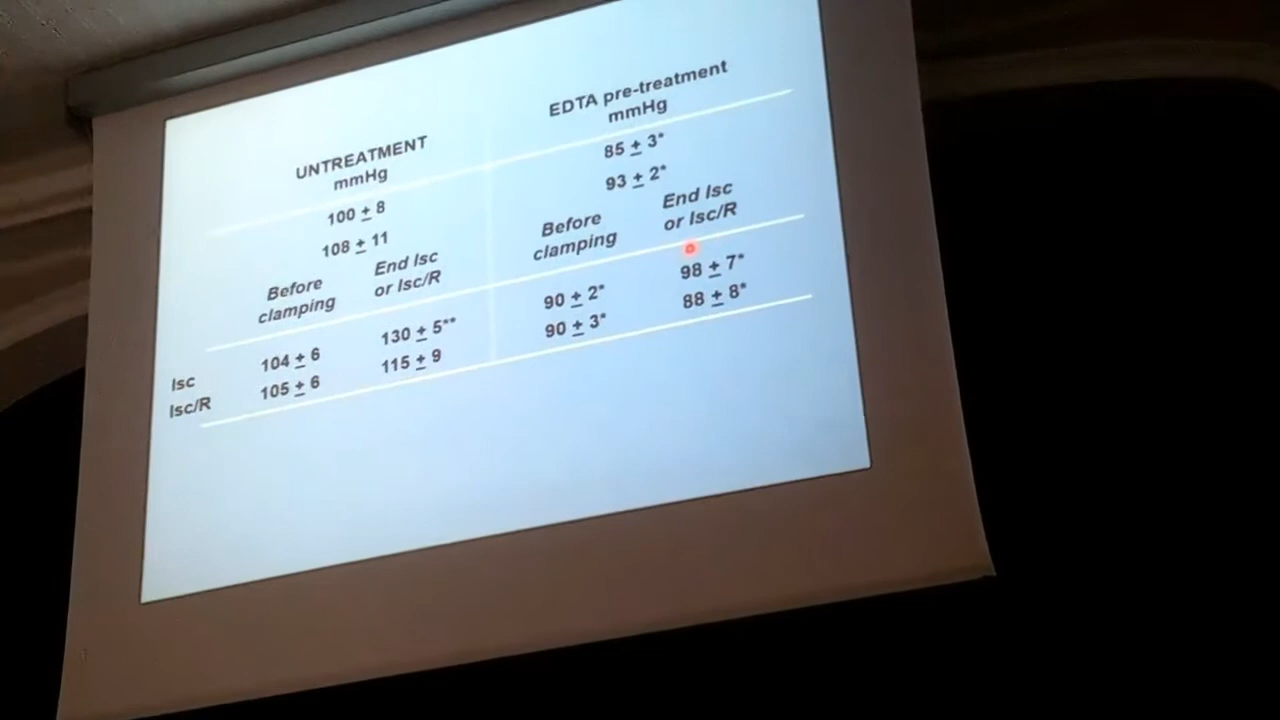 UNTREATMENT EDTA pre-treatment
mmHg mmHg
100 ± 8 85 ± 3*
108 ± 11 93 ± 2*
Before End Isc Before End Isc
clamping or Isc/R clamping or Isc/R
Isc 104 ± 6 130 ± 5** 90 ± 2* 98 ± 7*
Isc/R 105 ± 6 115 ± 9 90 ± 3* 88 ± 8*